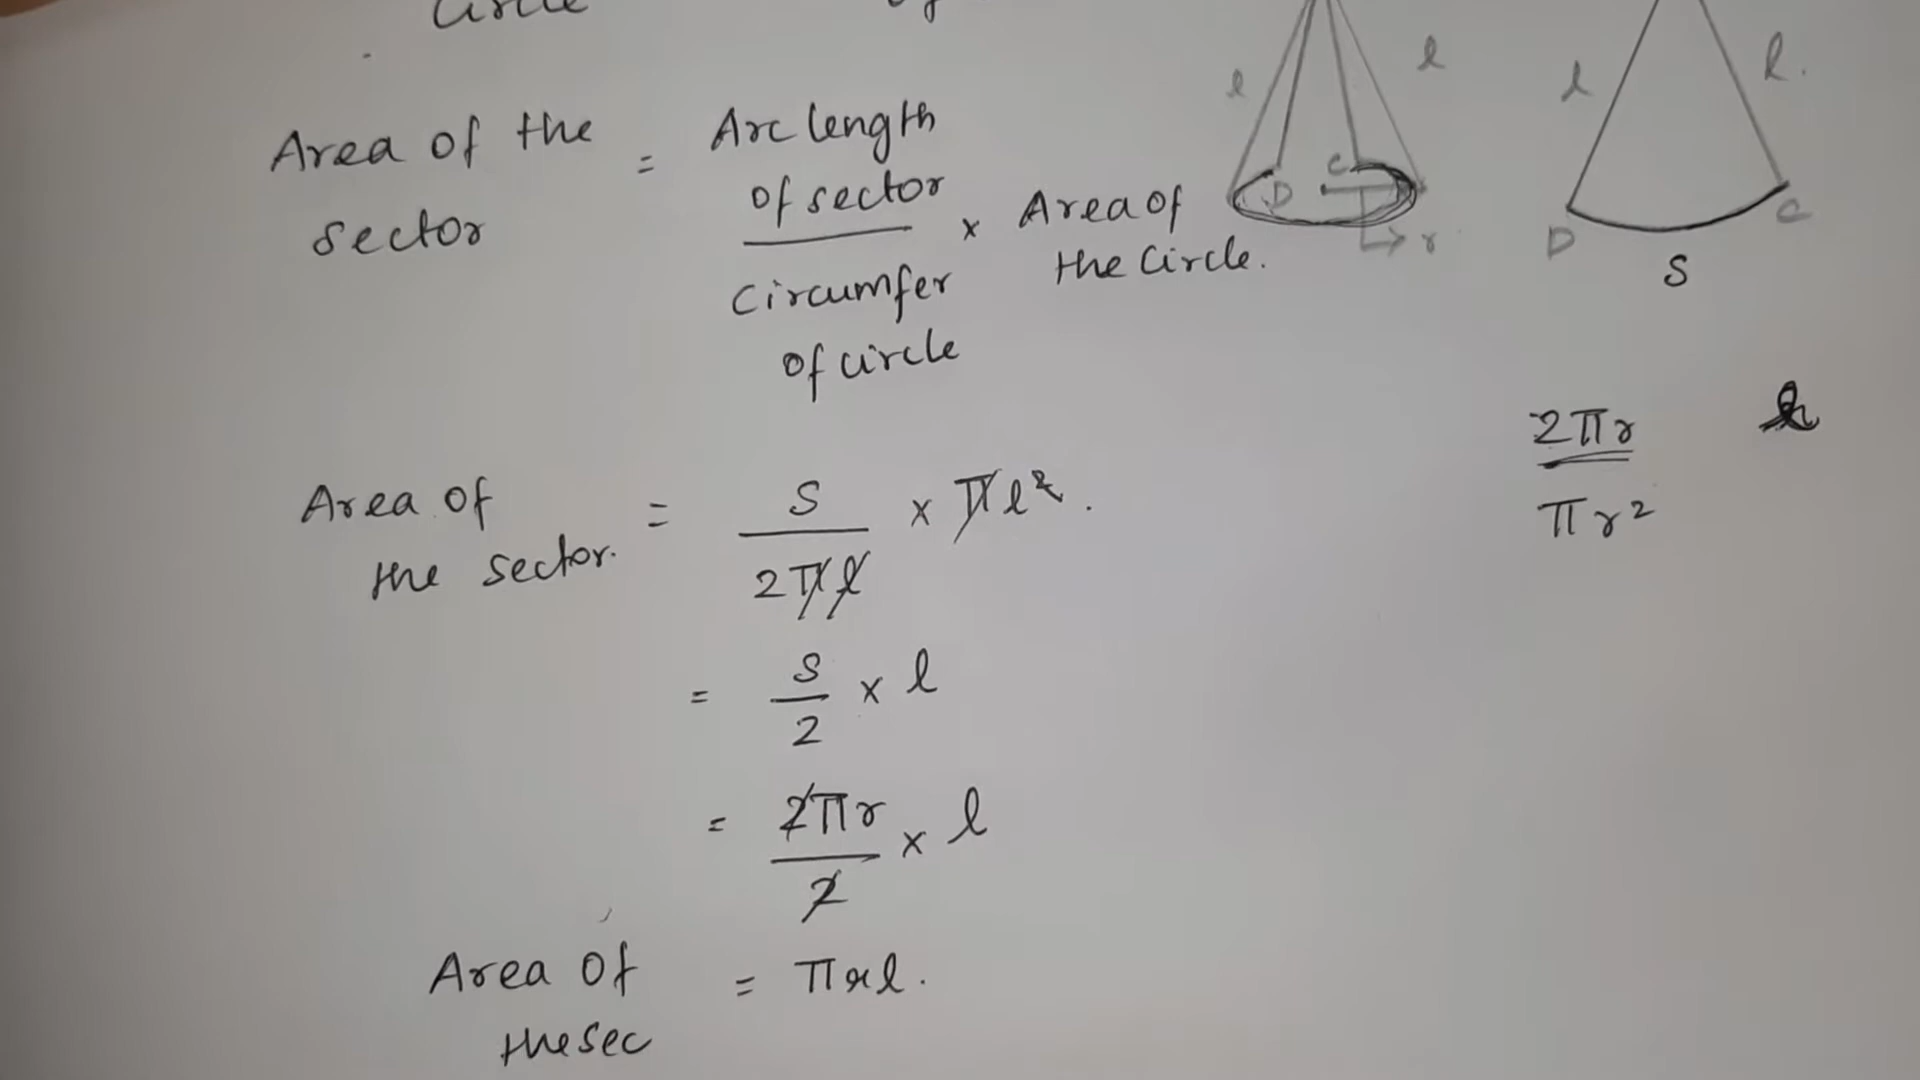 Circle
Area of the
sector
=
Arc length
of sector
Circumfer
of circle
x
Area of
the Circle.
l
l
D
C
r
l
l.
D
C
S
2πr
πr²
Area of
the sector.
=
S
2πl
x πl².
= S
2
x l
= 2πr
2
x l
Area Of
the sec
= πrl.